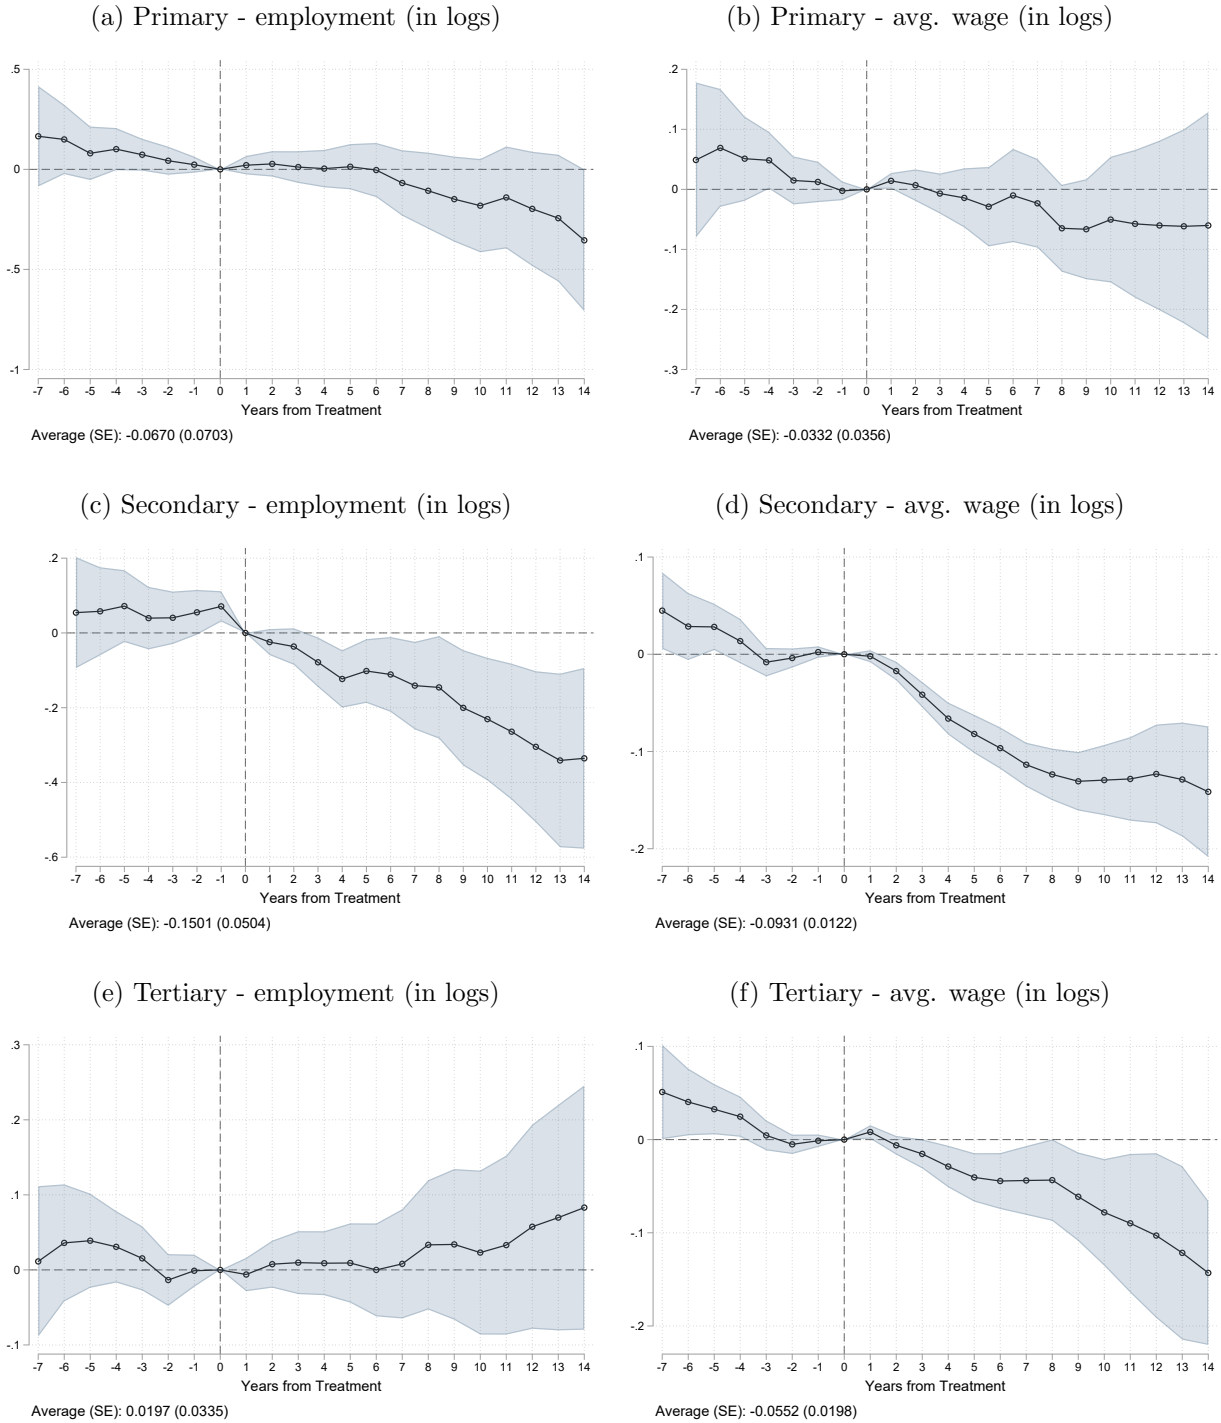 (a) Primary - employment (in logs)
.5
0
-.5
-1
-7 -6 -5 -4 -3 -2 -1 0 1 2 3 4 5 6 7 8 9 10 11 12 13 14
Years from Treatment
Average (SE): -0.0670 (0.0703)
(b) Primary - avg. wage (in logs)
.2
.1
0
-.1
-.2
-.3
-7 -6 -5 -4 -3 -2 -1 0 1 2 3 4 5 6 7 8 9 10 11 12 13 14
Years from Treatment
Average (SE): -0.0332 (0.0356)
(c) Secondary - employment (in logs)
.2
0
-.2
-.4
-.6
-7 -6 -5 -4 -3 -2 -1 0 1 2 3 4 5 6 7 8 9 10 11 12 13 14
Years from Treatment
Average (SE): -0.1501 (0.0504)
(d) Secondary - avg. wage (in logs)
.1
0
-.1
-.2
-7 -6 -5 -4 -3 -2 -1 0 1 2 3 4 5 6 7 8 9 10 11 12 13 14
Years from Treatment
Average (SE): -0.0931 (0.0122)
(e) Tertiary - employment (in logs)
.3
.2
.1
0
-.1
-7 -6 -5 -4 -3 -2 -1 0 1 2 3 4 5 6 7 8 9 10 11 12 13 14
Years from Treatment
Average (SE): 0.0197 (0.0335)
(f) Tertiary - avg. wage (in logs)
.1
0
-.1
-.2
-7 -6 -5 -4 -3 -2 -1 0 1 2 3 4 5 6 7 8 9 10 11 12 13 14
Years from Treatment
Average (SE): -0.0552 (0.0198)